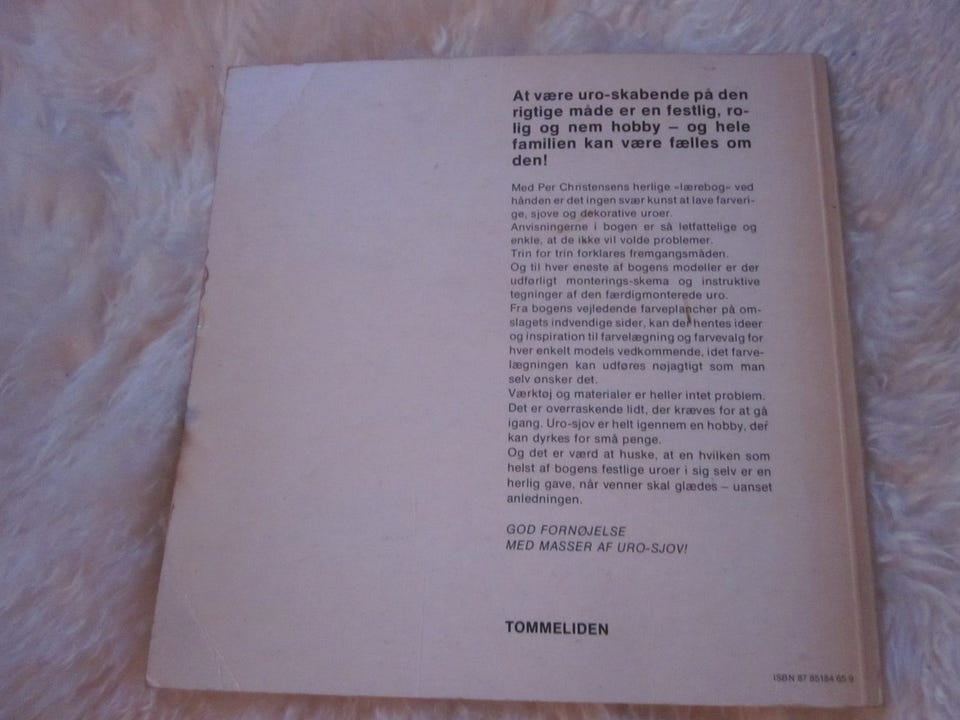 At være uro-skabende på den
rigtige måde er en festlig, ro-
lig og nem hobby – og hele
familien kan være fælles om
den!
Med Per Christensens herlige »lærebog« ved
hånden er det ingen svær kunst at lave farveri-
ge, sjove og dekorative uroer.
Anvisningerne i bogen er så letfattelige og
enkle, at de ikke vil volde problemer.
Trin for trin forklares fremgangsmåden.
Og til hver eneste af bogens modeller er der
udførligt monterings-skema og instruktive
tegninger af den færdigmonterede uro.
Fra bogens vejledende farveplancher på om-
slagets indvendige sider, kan der hentes ideer
og inspiration til farvelægning og farvevalg for
hver enkelt models vedkommende, idet farve-
lægningen kan udføres nøjagtigt som man
selv ønsker det.
Værktøj og materialer er heller intet problem.
Det er overraskende lidt, der kræves for at gå
igang. Uro-sjov er helt igennem en hobby, der
kan dyrkes for små penge.
Og det er værd at huske, at en hvilken som
helst af bogens festlige uroer i sig selv er en
herlig gave, når venner skal glædes – uanset
anledningen.
GOD FORNØJELSE
MED MASSER AF URO-SJOV!
TOMMELIDEN
ISBN 87 85184 65 9